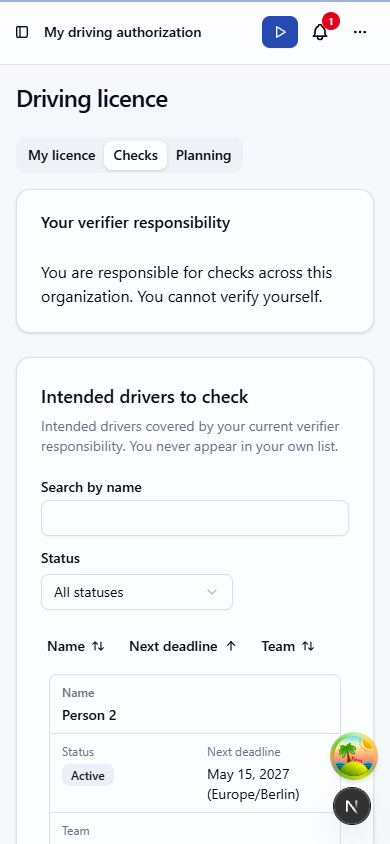 My driving authorization
1
Driving licence
My licence Checks Planning
Your verifier responsibility
You are responsible for checks across this
organization. You cannot verify yourself.
Intended drivers to check
Intended drivers covered by your current verifier
responsibility. You never appear in your own list.
Search by name
Status
All statuses
Name Next deadline Team
Name
Person 2
Status Next deadline
Active May 15, 2027
(Europe/Berlin)
N
Team